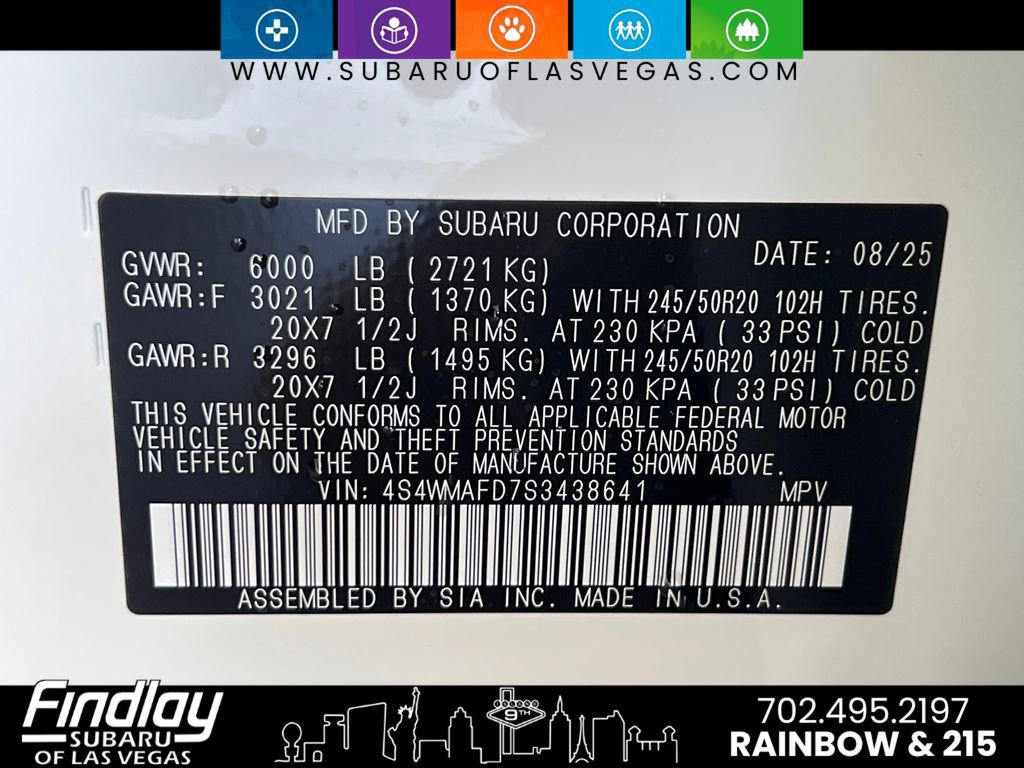 WWW.SUBARUOFLASVEGAS.COM
MFD BY SUBARU CORPORATION
DATE: 08/25
GVWR: 6000 LB ( 2721 KG)
GAWR:F 3021 LB ( 1370 KG) WITH 245/50R20 102H TIRES.
20X7 1/2J RIMS. AT 230 KPA ( 33 PSI) COLD
GAWR:R 3296 LB ( 1495 KG) WITH 245/50R20 102H TIRES.
20X7 1/2J RIMS. AT 230 KPA ( 33 PSI) COLD
THIS VEHICLE CONFORMS TO ALL APPLICABLE FEDERAL MOTOR
VEHICLE SAFETY AND THEFT PREVENTION STANDARDS
IN EFFECT ON THE DATE OF MANUFACTURE SHOWN ABOVE.
VIN: 4S4WMAFD7S3438641 MPV
ASSEMBLED BY SIA INC. MADE IN U.S.A.
Findlay
SUBARU
OF LAS VEGAS
9TH
702.495.2197
RAINBOW & 215